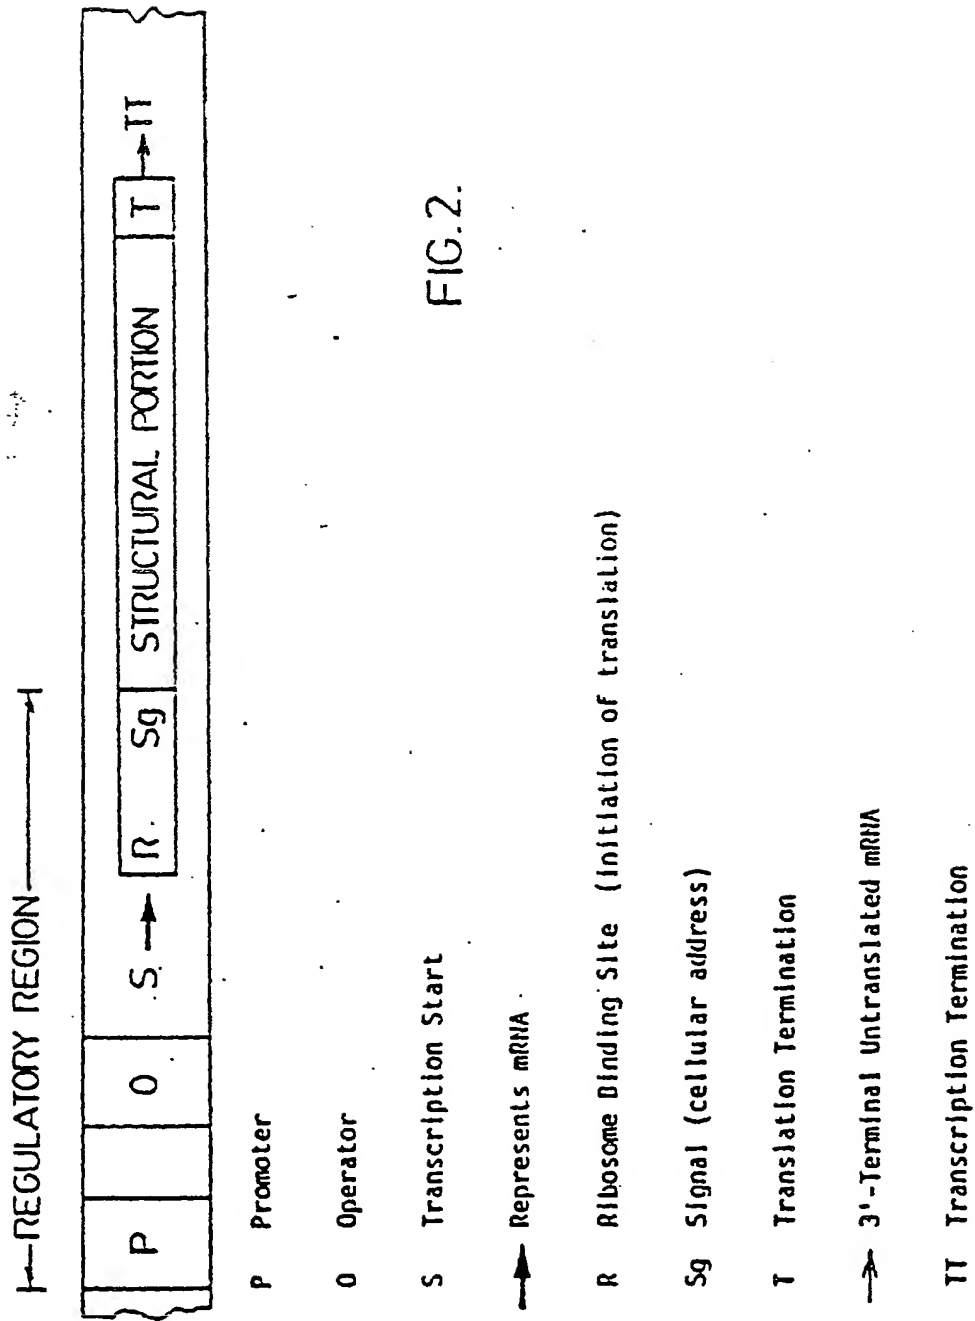 REGULATORY REGION
P O S R Sg STRUCTURAL PORTION T TT
P Promoter
O Operator
S Transcription Start
Represents mRNA
R Ribosome Binding Site (Initiation of translation)
Sg Signal (cellular address)
T Translation Termination
3'-Terminal Untranslated mRNA
TT Transcription Termination
FIG. 2.